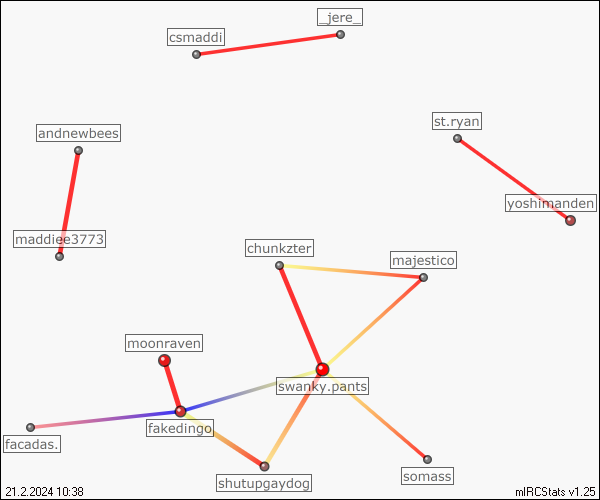 _jere_
csmaddi
st.ryan
andnewbees
yoshimanden
maddiee3773
chunkzter
majestico
moonraven
swanky.pants
fakedingo
facadas.
somass
shutupgaydog
21.2.2024 10:38
mIRCStats v1.25